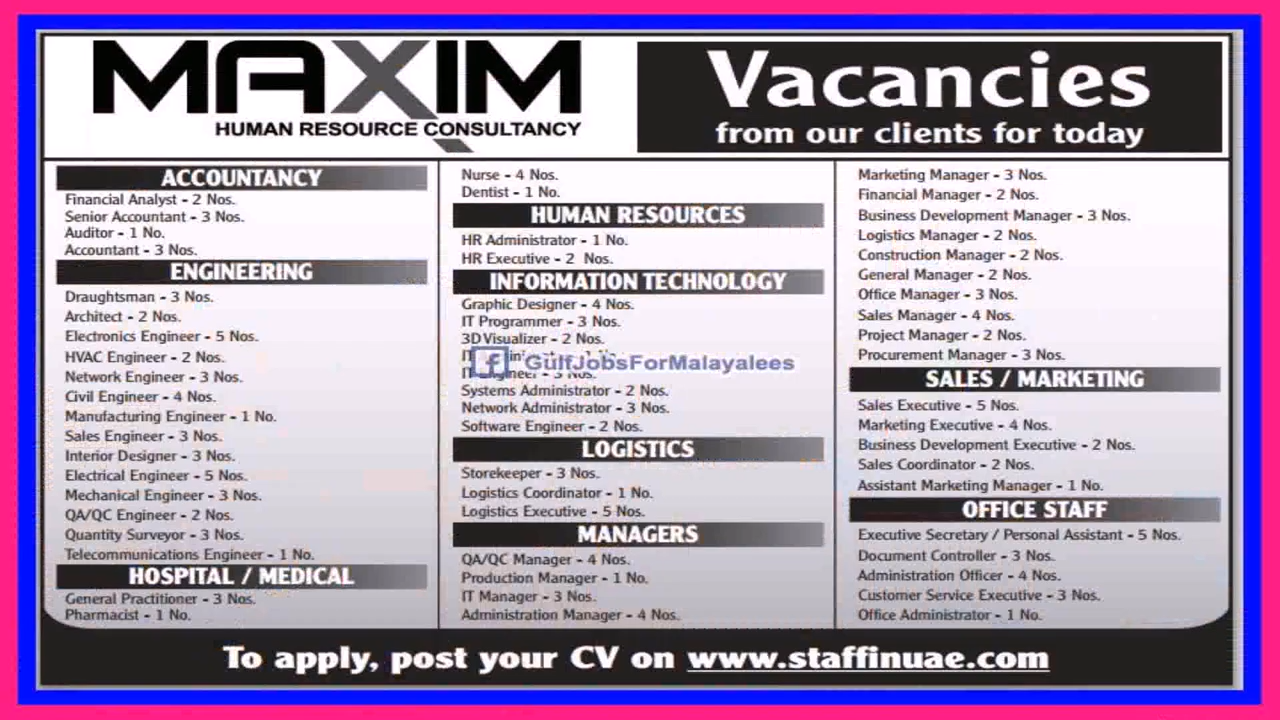 MAXIM
HUMAN RESOURCE CONSULTANCY
Vacancies
from our clients for today
ACCOUNTANCY
Financial Analyst - 2 Nos.
Senior Accountant - 3 Nos.
Auditor - 1 No.
Accountant - 3 Nos.
ENGINEERING
Draughtsman - 3 Nos.
Architect - 2 Nos.
Electronics Engineer - 5 Nos.
HVAC Engineer - 2 Nos.
Network Engineer - 3 Nos.
Civil Engineer - 4 Nos.
Manufacturing Engineer - 1 No.
Sales Engineer - 3 Nos.
Interior Designer - 3 Nos.
Electrical Engineer - 5 Nos.
Mechanical Engineer - 3 Nos.
QA/QC Engineer - 2 Nos.
Quantity Surveyor - 3 Nos.
Telecommunications Engineer - 1 No.
HOSPITAL / MEDICAL
General Practitioner - 3 Nos.
Pharmacist - 1 No.
Nurse - 4 Nos.
Dentist - 1 No.
HUMAN RESOURCES
HR Administrator - 1 No.
HR Executive - 2 Nos.
INFORMATION TECHNOLOGY
Graphic Designer - 4 Nos.
IT Programmer - 3 Nos.
3D Visualizer - 2 Nos.
GulfJobsForMalayalees
IT Engineer - 3 Nos.
Systems Administrator - 2 Nos.
Network Administrator - 3 Nos.
Software Engineer - 2 Nos.
LOGISTICS
Storekeeper - 3 Nos.
Logistics Coordinator - 1 No.
Logistics Executive - 5 Nos.
MANAGERS
QA/QC Manager - 4 Nos.
Production Manager - 1 No.
IT Manager - 3 Nos.
Administration Manager - 4 Nos.
Marketing Manager - 3 Nos.
Financial Manager - 2 Nos.
Business Development Manager - 3 Nos.
Logistics Manager - 2 Nos.
Construction Manager - 2 Nos.
General Manager - 2 Nos.
Office Manager - 3 Nos.
Sales Manager - 4 Nos.
Project Manager - 2 Nos.
Procurement Manager - 3 Nos.
SALES / MARKETING
Sales Executive - 5 Nos.
Marketing Executive - 4 Nos.
Business Development Executive - 2 Nos.
Sales Coordinator - 2 Nos.
Assistant Marketing Manager - 1 No.
OFFICE STAFF
Executive Secretary / Personal Assistant - 5 Nos.
Document Controller - 3 Nos.
Administration Officer - 4 Nos.
Customer Service Executive - 3 Nos.
Office Administrator - 1 No.
To apply, post your CV on www.staffinuae.com